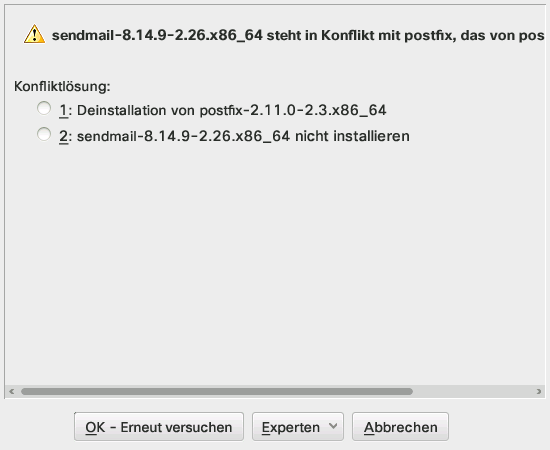 sendmail-8.14.9-2.26.x86_64 steht in Konflikt mit postfix, das von pos
Konfliktlösung:
1: Deinstallation von postfix-2.11.0-2.3.x86_64
2: sendmail-8.14.9-2.26.x86_64 nicht installieren
OK - Erneut versuchen Experten Abbrechen